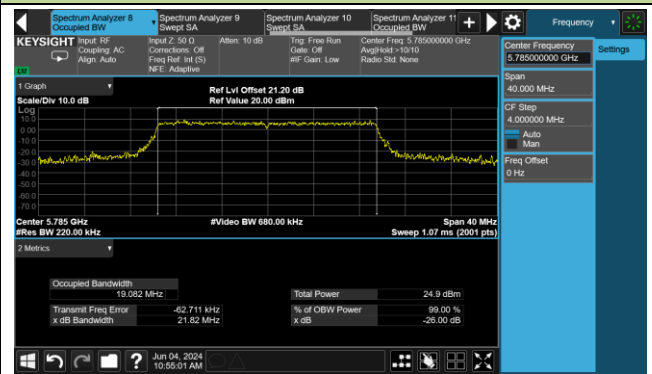 Spectrum Analyzer 8
Occupied BW
Spectrum Analyzer 9
Swept SA
Spectrum Analyzer 10
Swept SA
Spectrum Analyzer 11
Occupied BW
Frequency
KEYSIGHT
Input: RF
Coupling: AC
Align: Auto
Input Z: 50 Ω
Corrections: Off
Freq Ref: Int (S)
NFE: Adaptive
Atten: 10 dB
Trig: Free Run
Gate: Off
#IF Gain: Low
Center Freq: 5.785000000 GHz
Avg|Hold:>10/10
Radio Std: None
LXI
Center Frequency
5.785000000 GHz
Settings
Span
40.000 MHz
CF Step
4.000000 MHz
Auto
Man
Freq Offset
0 Hz
1 Graph
Scale/Div 10.0 dB
Ref Lvl Offset 21.20 dB
Ref Value 20.00 dBm
Log
10.0
0.00
-10.0
-20.0
-30.0
-40.0
-50.0
-60.0
-70.0
Center 5.785 GHz
#Res BW 220.00 kHz
#Video BW 680.00 kHz
Span 40 MHz
Sweep 1.07 ms (2001 pts)
2 Metrics
Occupied Bandwidth
19.082 MHz
Total Power 24.9 dBm
Transmit Freq Error -62.711 kHz
% of OBW Power 99.00 %
x dB Bandwidth 21.82 MHz
x dB -26.00 dB
Jun 04, 2024
10:55:01 AM